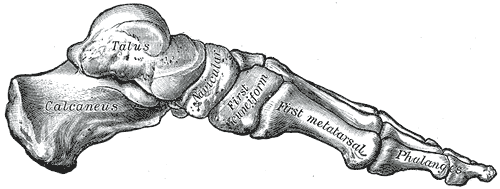 Talus
Calcaneus
Navicular
First
Cuneiform
First metatarsal
Phalanges